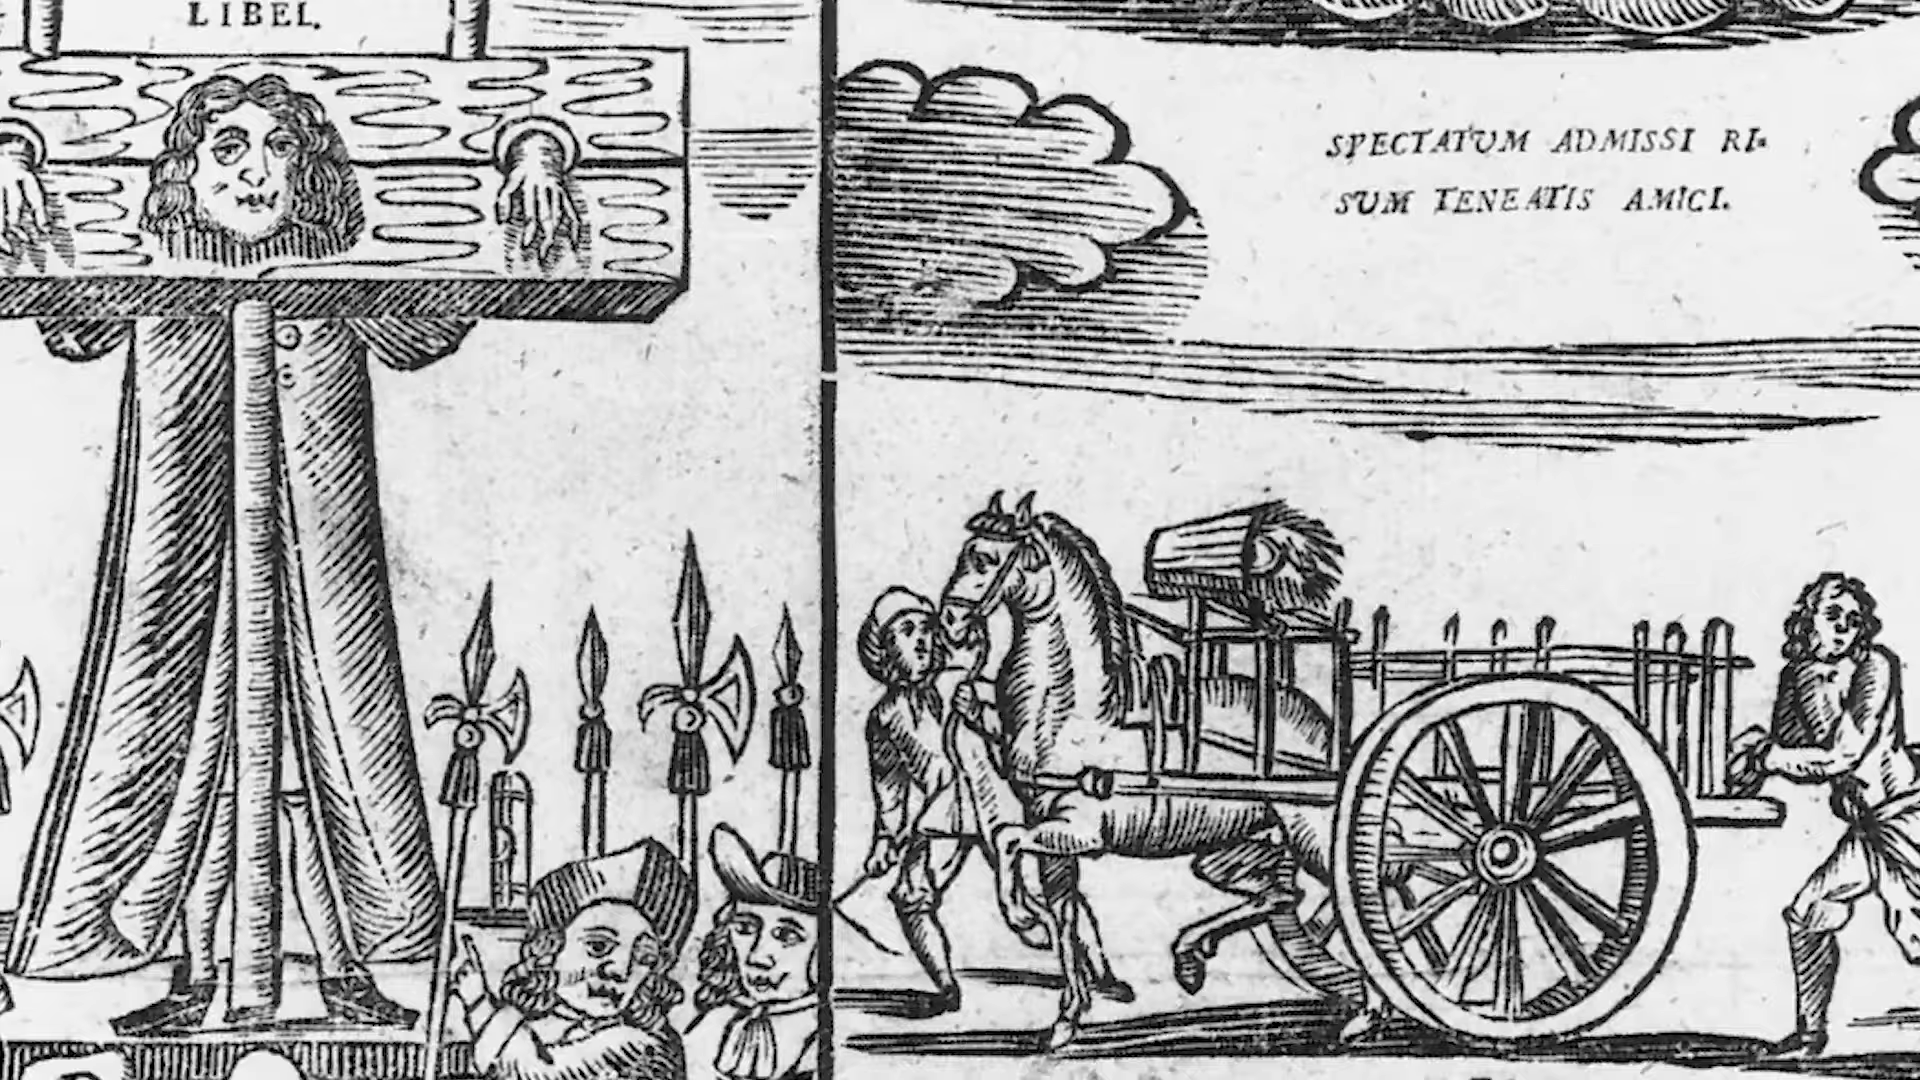 LIBEL.
SPECTATUM ADMISSI RI-
SUM TENEATIS AMICI.